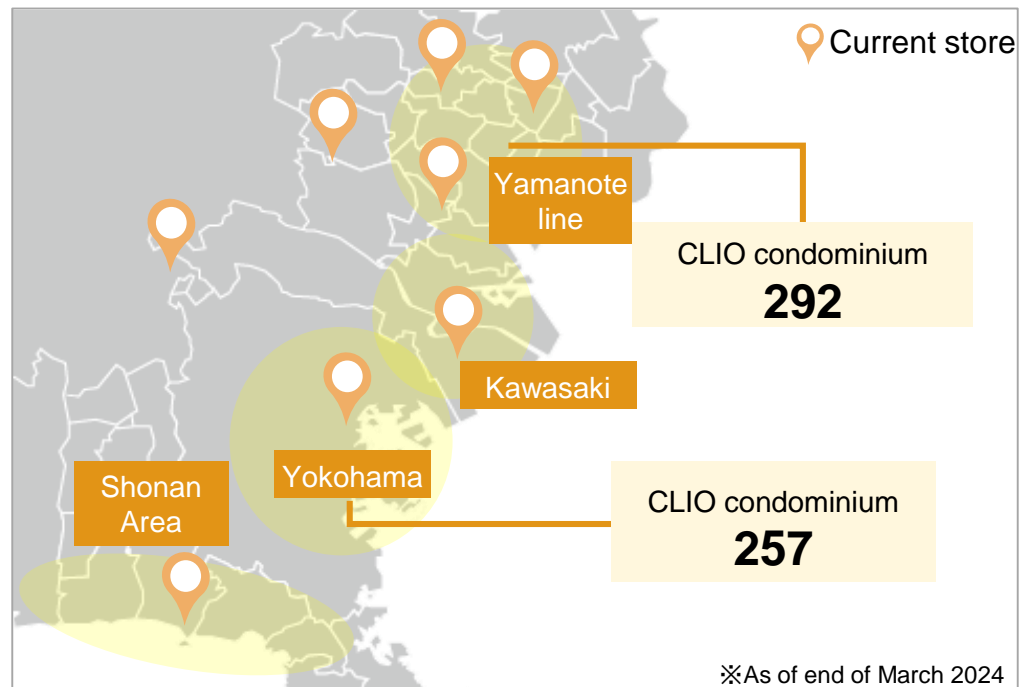 Current store
Yamanote
line
CLIO condominium
292
Kawasaki
Yokohama
Shonan
Area
CLIO condominium
257
※As of end of March 2024